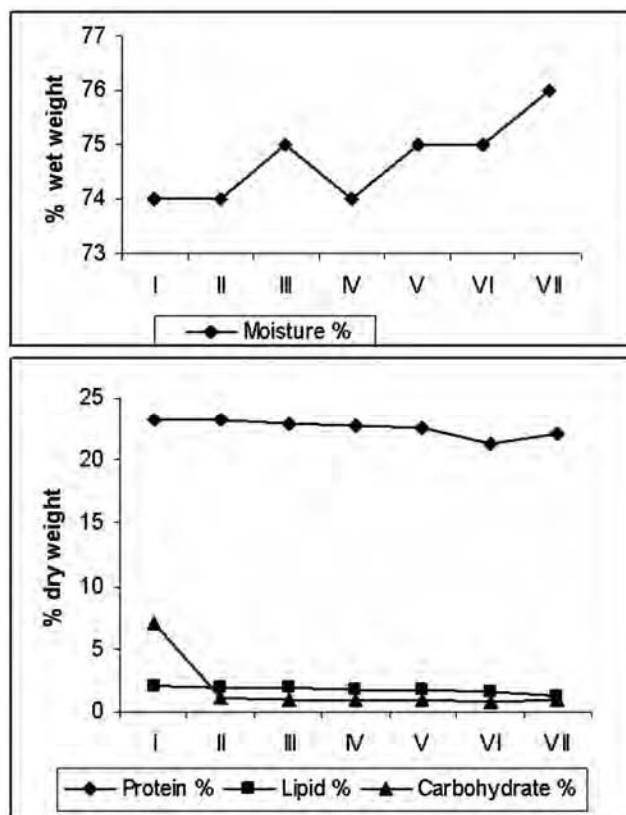 77
76
75
74
73
% wet weight
I II III IV V VI VII
Moisture %
25
20
15
10
5
0
% dry weight
I II III IV V VI VII
Protein % Lipid % Carbohydrate %